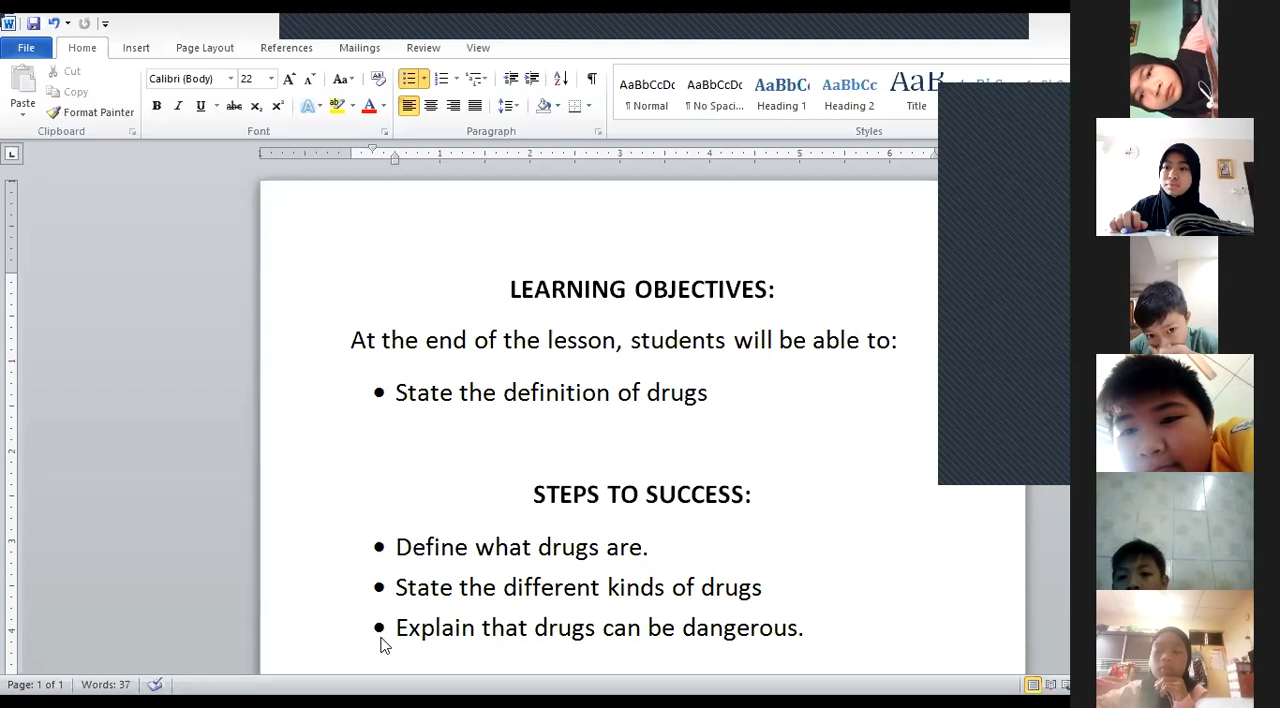 File Home Insert Page Layout References Mailings Review View
Cut
Copy
Format Painter
Paste
Calibri (Body) 22
Clipboard Font Paragraph Styles
AaBbCcDc AaBbCcDc AaBbC AaBbCc AaB
¶ Normal ¶ No Spaci... Heading 1 Heading 2 Title
LEARNING OBJECTIVES:
At the end of the lesson, students will be able to:
• State the definition of drugs
STEPS TO SUCCESS:
• Define what drugs are.
• State the different kinds of drugs
• Explain that drugs can be dangerous.
Page: 1 of 1 Words: 37